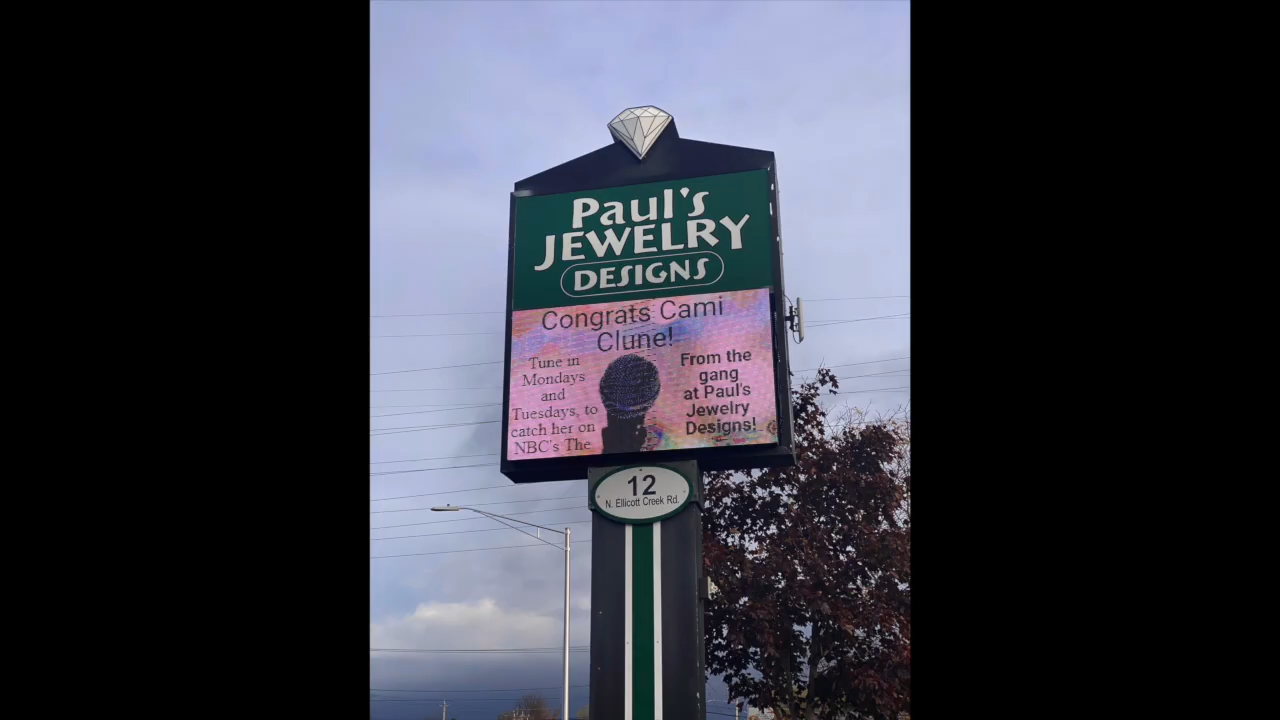 Paul's
JEWELRY
DESIGNS
Congrats Cami
Clune!
Tune in
Mondays
and
Tuesdays, to
catch her on
NBC's The
From the
gang
at Paul's
Jewelry
Designs!
12
N. Ellicott Creek Rd.